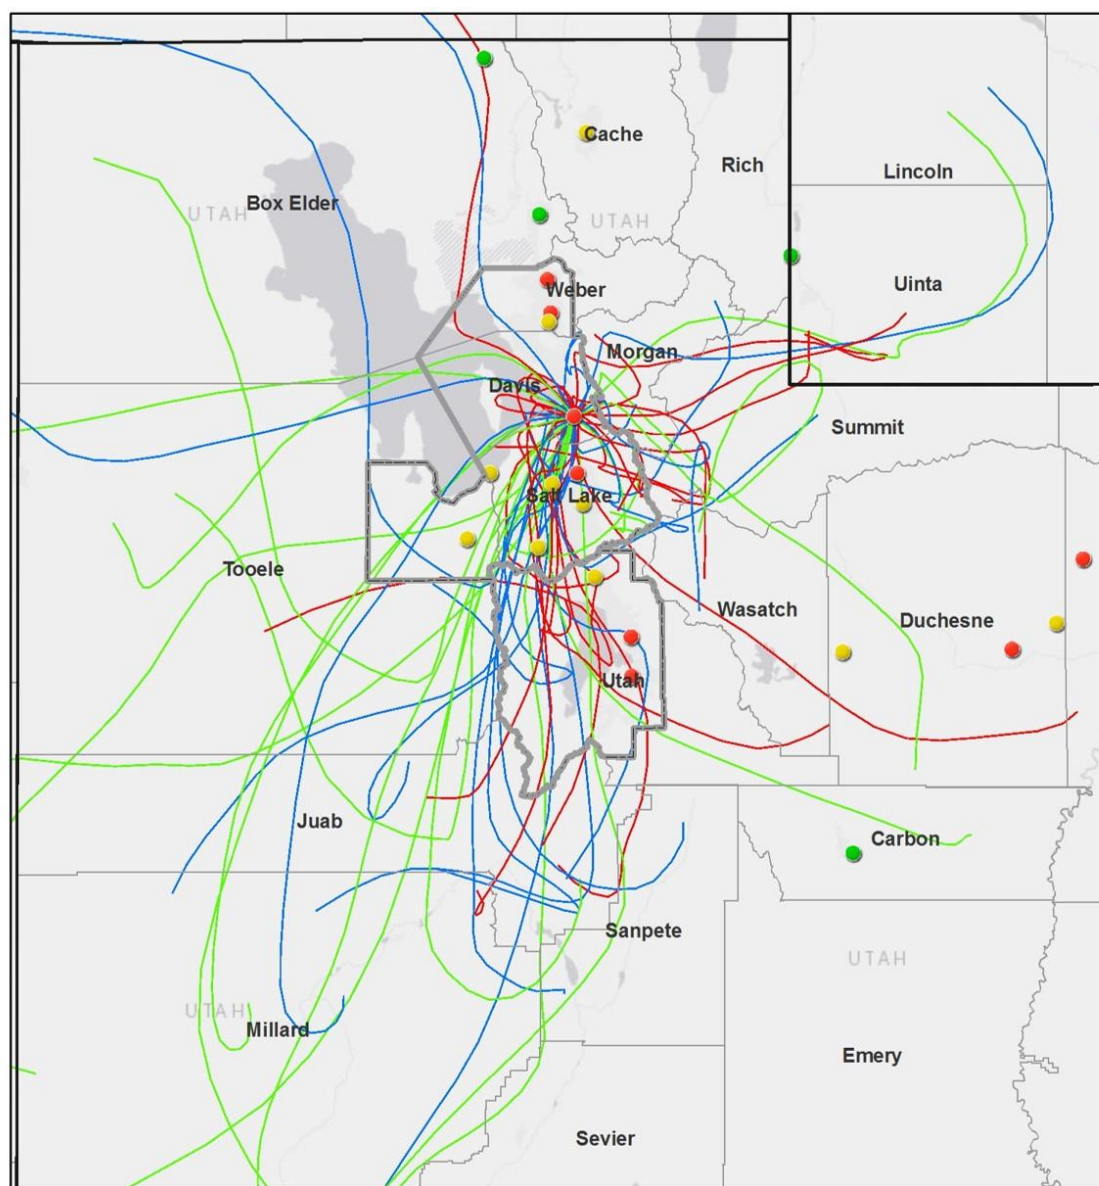 Cache
Rich
Lincoln
Box Elder
UTAH
UTAH
Uinta
Weber
Morgan
Davis
Summit
Salt Lake
Tooele
Wasatch
Duchesne
Utah
Juab
Carbon
Sanpete
UTAH
UTAH
Millard
Emery
Sevier